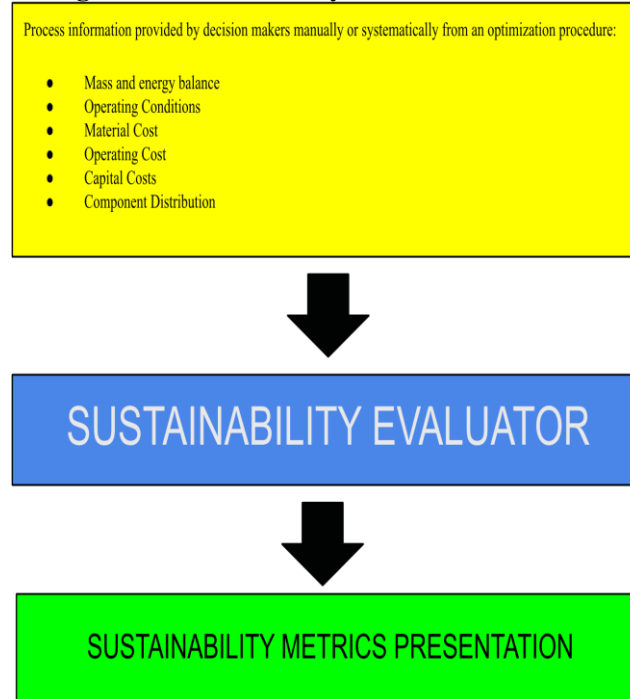 Process information provided by decision makers manually or systematically from an optimization procedure:
● Mass and energy balance
● Operating Conditions
● Material Cost
● Operating Cost
● Capital Costs
● Component Distribution
SUSTAINABILITY EVALUATOR
SUSTAINABILITY METRICS PRESENTATION